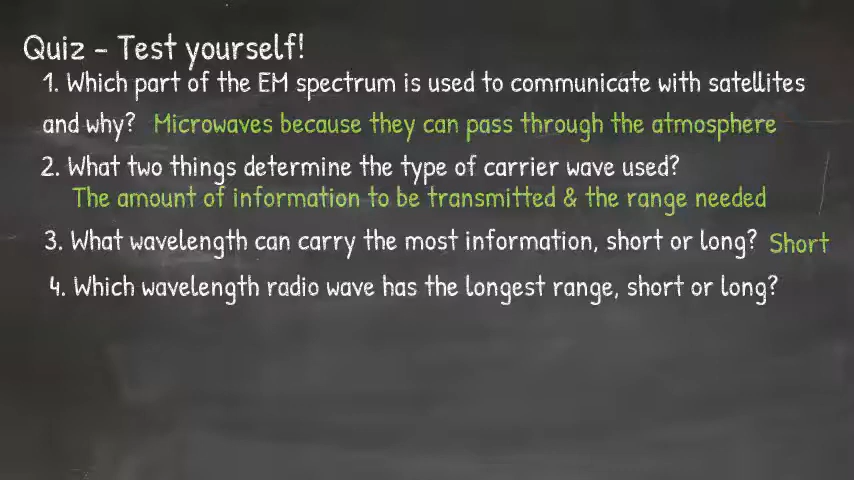 Quiz - Test yourself!
1. Which part of the EM spectrum is used to communicate with satellites
and why? Microwaves because they can pass through the atmosphere
2. What two things determine the type of carrier wave used?
The amount of information to be transmitted & the range needed
3. What wavelength can carry the most information, short or long? Short
4. Which wavelength radio wave has the longest range, short or long?